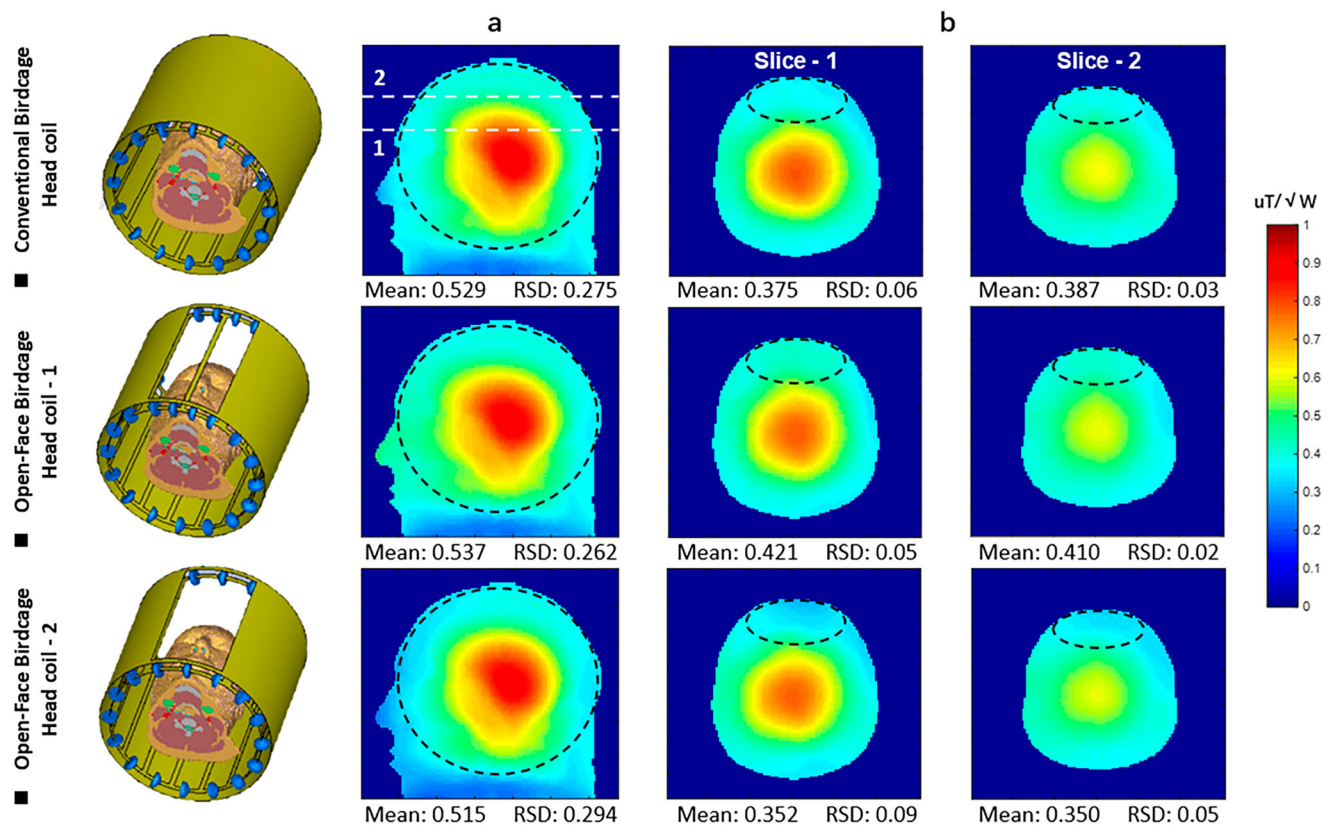 a
b
■ Conventional Birdcage
Head coil
2
1
Slice - 1
Slice - 2
Mean: 0.529 RSD: 0.275
Mean: 0.375 RSD: 0.06
Mean: 0.387 RSD: 0.03
■ Open-Face Birdcage
Head coil - 1
Mean: 0.537 RSD: 0.262
Mean: 0.421 RSD: 0.05
Mean: 0.410 RSD: 0.02
■ Open-Face Birdcage
Head coil - 2
Mean: 0.515 RSD: 0.294
Mean: 0.352 RSD: 0.09
Mean: 0.350 RSD: 0.05
uT/√W
1
0.9
0.8
0.7
0.6
0.5
0.4
0.3
0.2
0.1
0